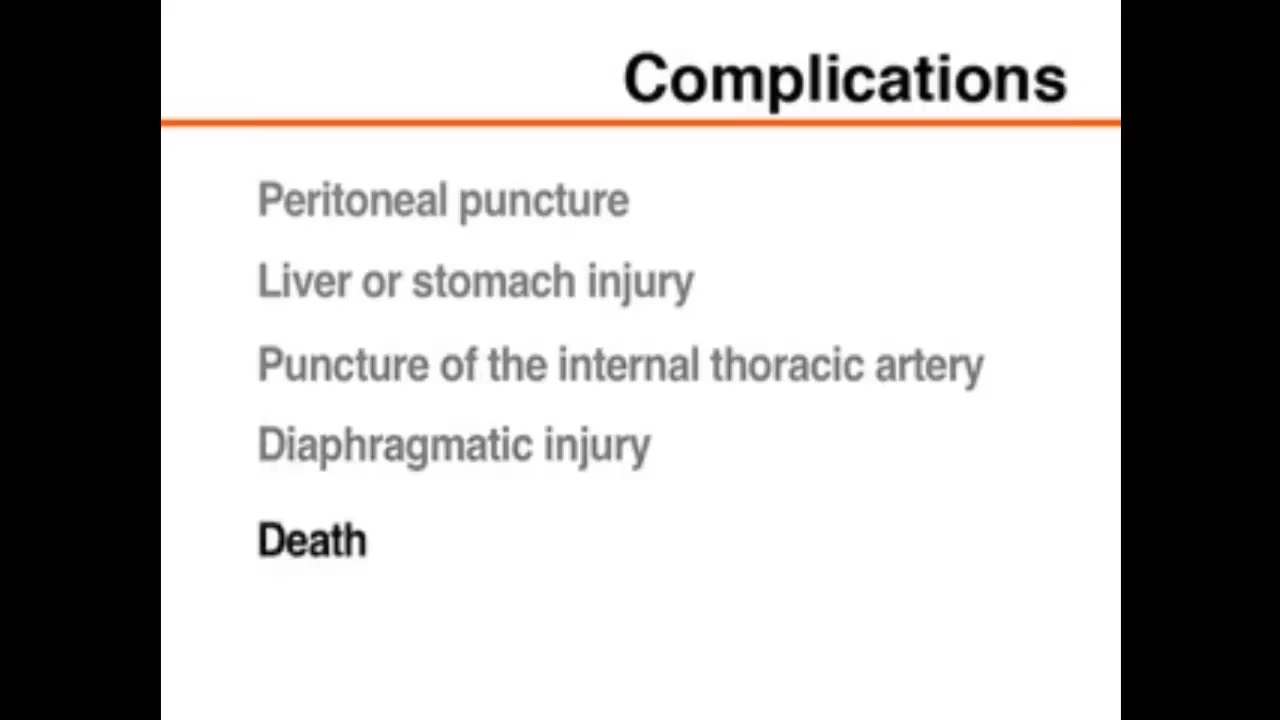 Complications
Peritoneal puncture
Liver or stomach injury
Puncture of the internal thoracic artery
Diaphragmatic injury
Death